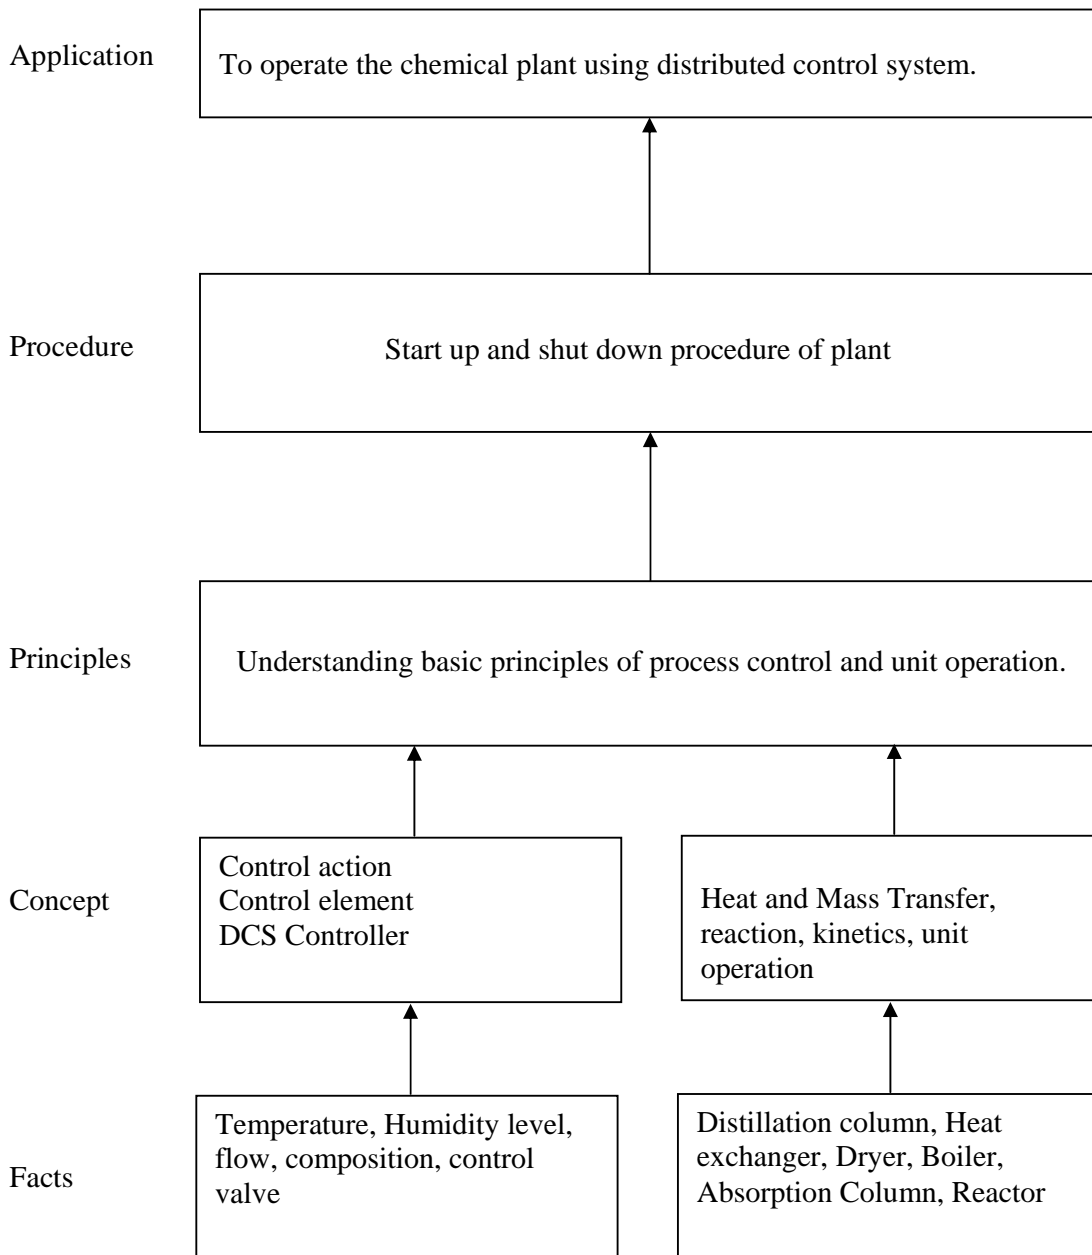 Application
To operate the chemical plant using distributed control system.
Procedure
Start up and shut down procedure of plant
Principles
Understanding basic principles of process control and unit operation.
Concept
Control action
Control element
DCS Controller
Heat and Mass Transfer,
reaction, kinetics, unit
operation
Facts
Temperature, Humidity level,
flow, composition, control
valve
Distillation column, Heat
exchanger, Dryer, Boiler,
Absorption Column, Reactor